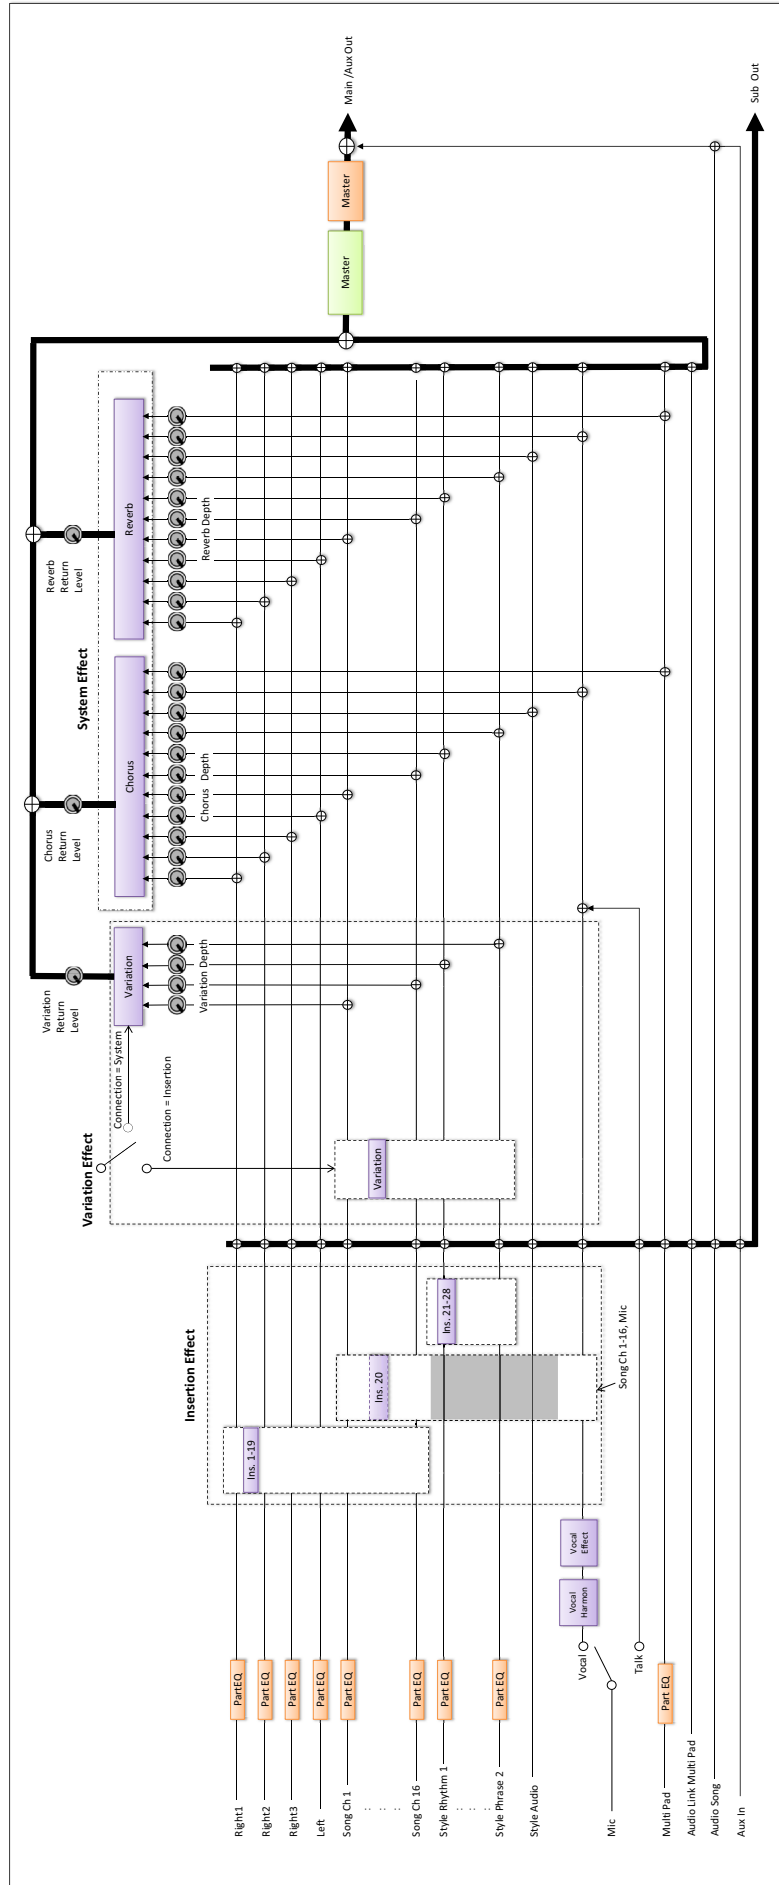 Main /Aux Out
Sub Out
Master
Master
System Effect
Reverb
Return
Level
Reverb
Reverb Depth
Chorus
Return
Level
Chorus
Chorus Depth
Variation Effect
Variation
Return
Level
Variation
Variation Depth
Connection = System
Connection = Insertion
Variation
Insertion Effect
Ins. 1-19
Ins. 20
Ins. 21-28
Song Ch 1-16, Mic
Vocal
Effect
Vocal
Harmon
Vocal
Talk
PartEQ
Part EQ
Part EQ
Part EQ
Part EQ
Part EQ
Part EQ
Part EQ
Part EQ
Right1
Right2
Right3
Left
Song Ch 1
: : :
Song Ch 16
Style Rhythm 1
: : :
Style Phrase 2
Style Audio
Mic
Multi Pad
Audio Link Multi Pad
Audio Song
Aux In